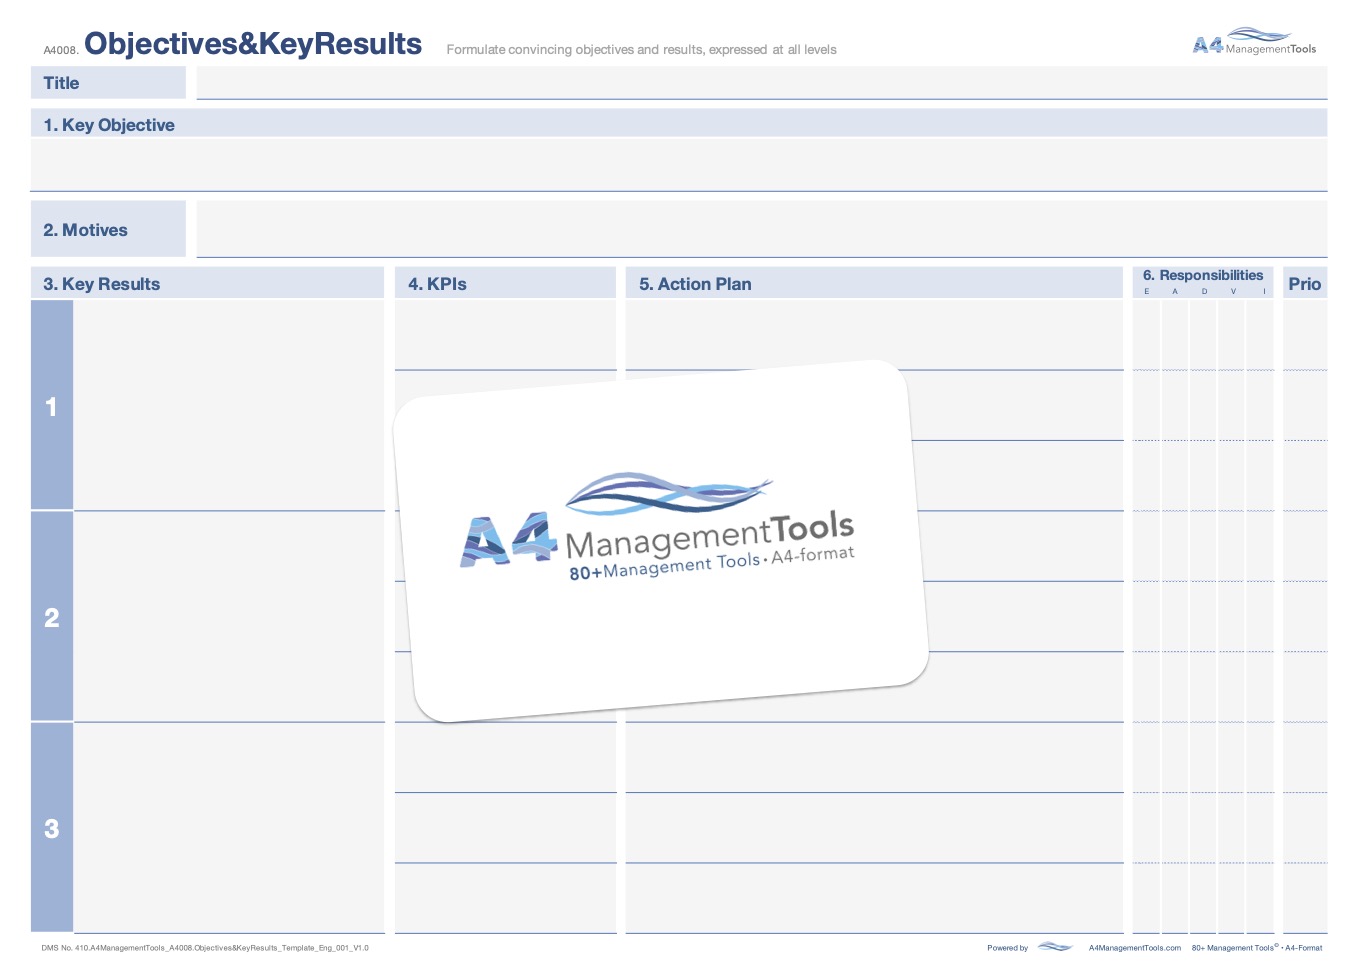 A4008. Objectives&KeyResults Formulate convincing objectives and results, expressed at all levels
A4 ManagementTools
Title
1. Key Objective
2. Motives
3. Key Results
4. KPIs
5. Action Plan
6. Responsibilities
E A D V I
Prio
1
2
3
A4 ManagementTools
80+Management Tools • A4-format
DMS No. 410.A4ManagementTools_A4008.Objectives&KeyResults_Template_Eng_001_V1.0
Powered by A4ManagementTools.com 80+ Management Tools© • A4-Format